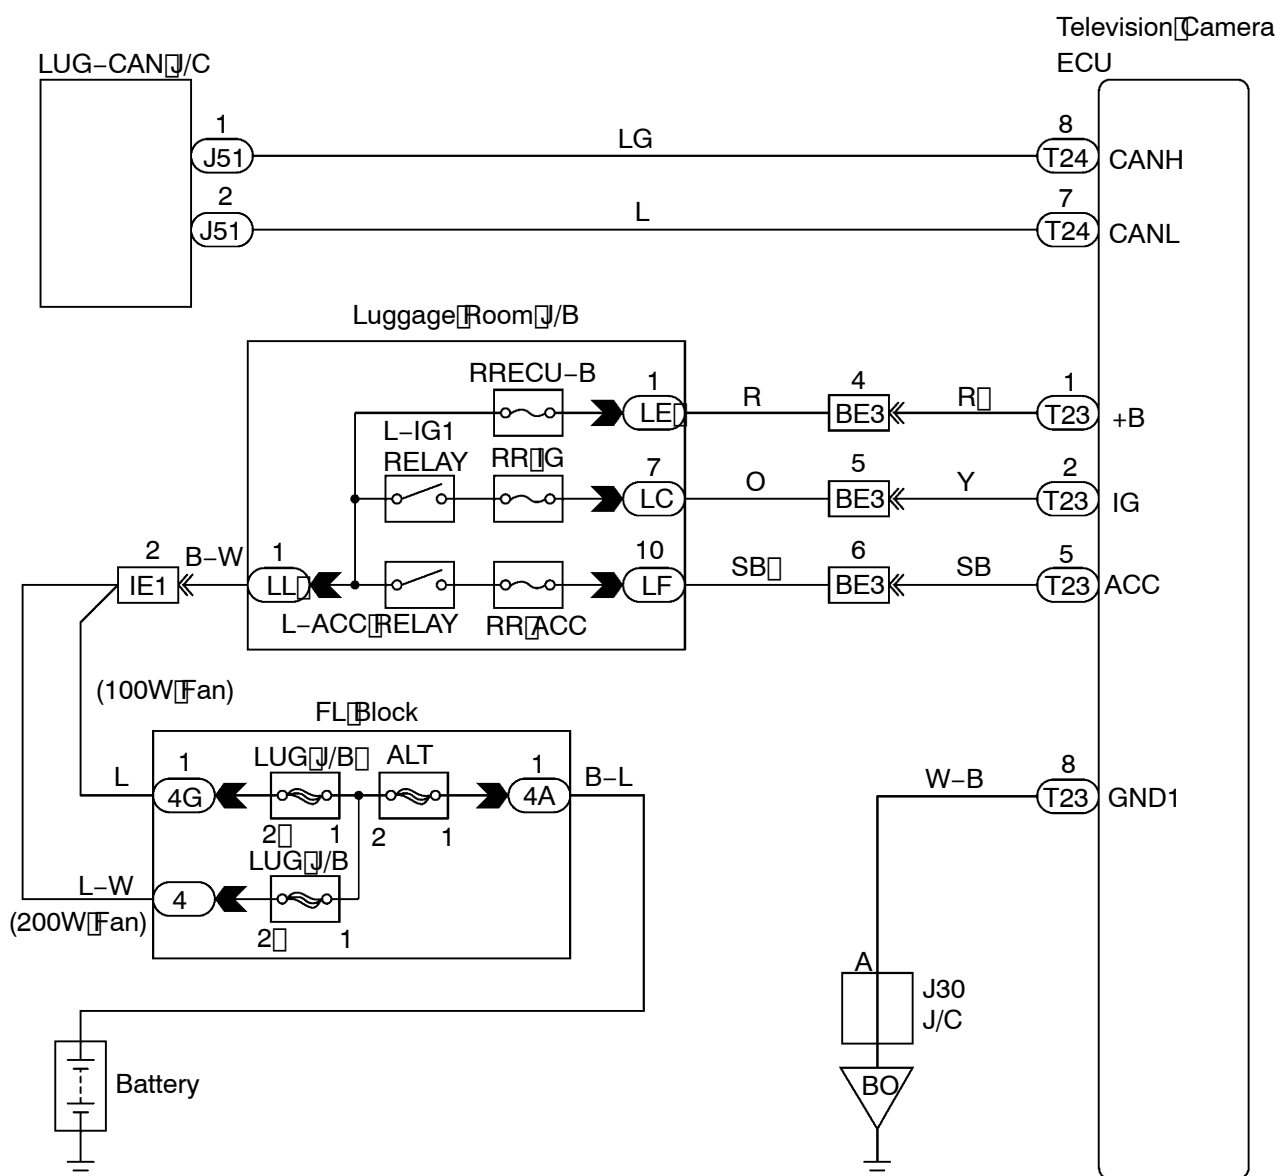 Television Camera
ECU
LUG–CAN J/C
1
J51
LG
8
T24
CANH
2
J51
L
7
T24
CANL
Luggage Room J/B
RRECU–B
1
LE
R
4
BE3
R
1
T23
+B
L–IG1
RELAY
RR IG
7
LC
O
5
BE3
Y
2
T23
IG
2
IE1
B–W
1
LL
10
LF
SB
6
BE3
SB
5
T23
ACC
L–ACC RELAY
RR ACC
(100W Fan)
FL Block
L
1
4G
LUG J/B
ALT
1
4A
B–L
2
1
2
1
W–B
8
T23
GND1
LUG J/B
L–W
4
(200W Fan)
2
1
A
J30
J/C
BO
Battery